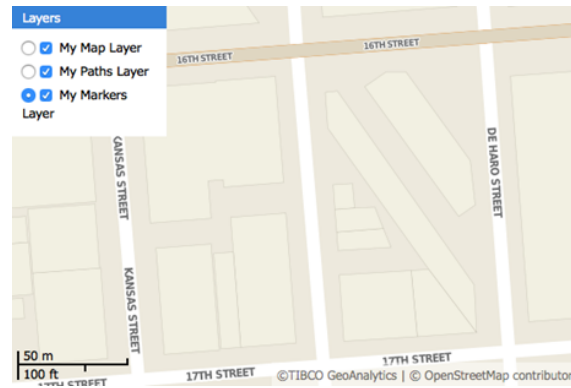 Layers
My Map Layer
My Paths Layer
My Markers
Layer
16TH STREET
16TH STREET
KANSAS STREET
DE HARO STREET
KANSAS STREET
50 m
100 ft
17TH STREET
17TH STREET
17TH STREET
©TIBCO GeoAnalytics | © OpenStreetMap contributor